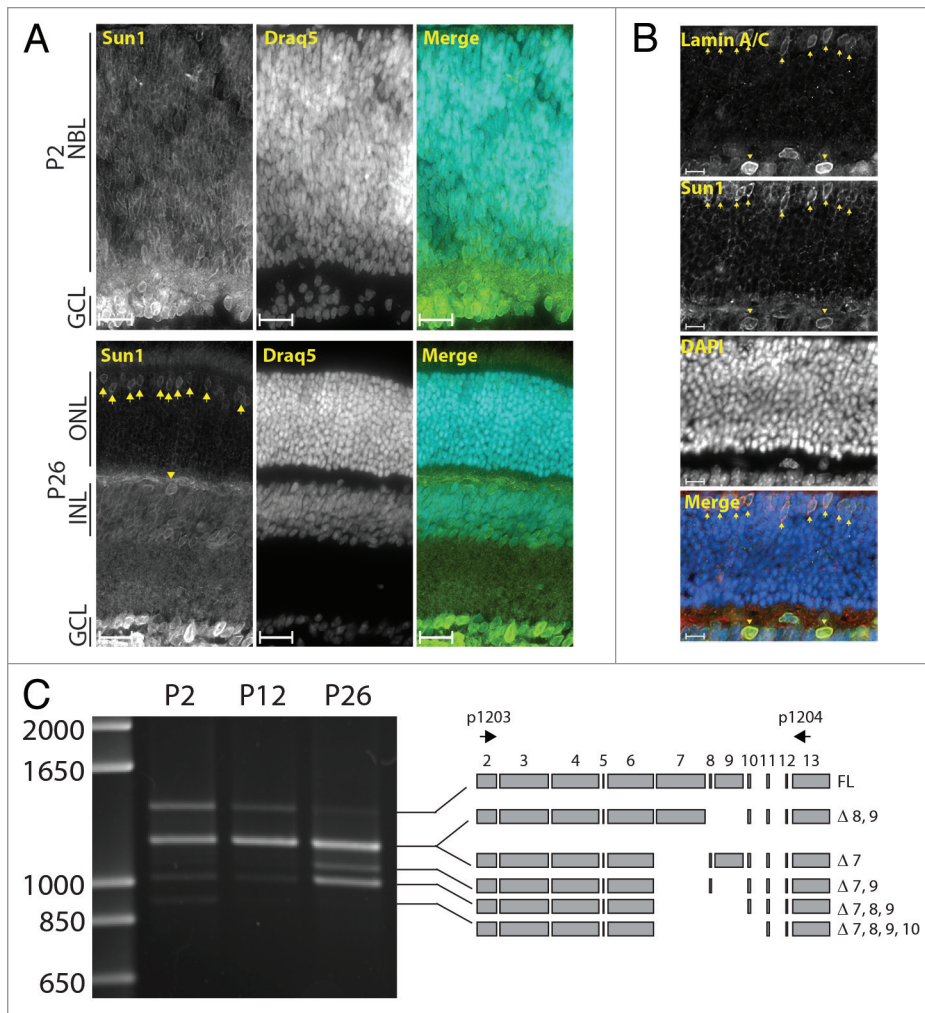 A
Sun1 Draq5 Merge
P2
NBL
GCL
Sun1 Draq5 Merge
P26
ONL
INL
GCL
B
Lamin A/C
Sun1
DAPI
Merge
C
P2 P12 P26
2000
1650
1000
850
650
p1203 p1204
2 3 4 5 6 7 8 9 10 11 12 13
FL
Δ 8, 9
Δ 7
Δ 7, 9
Δ 7, 8, 9
Δ 7, 8, 9, 10